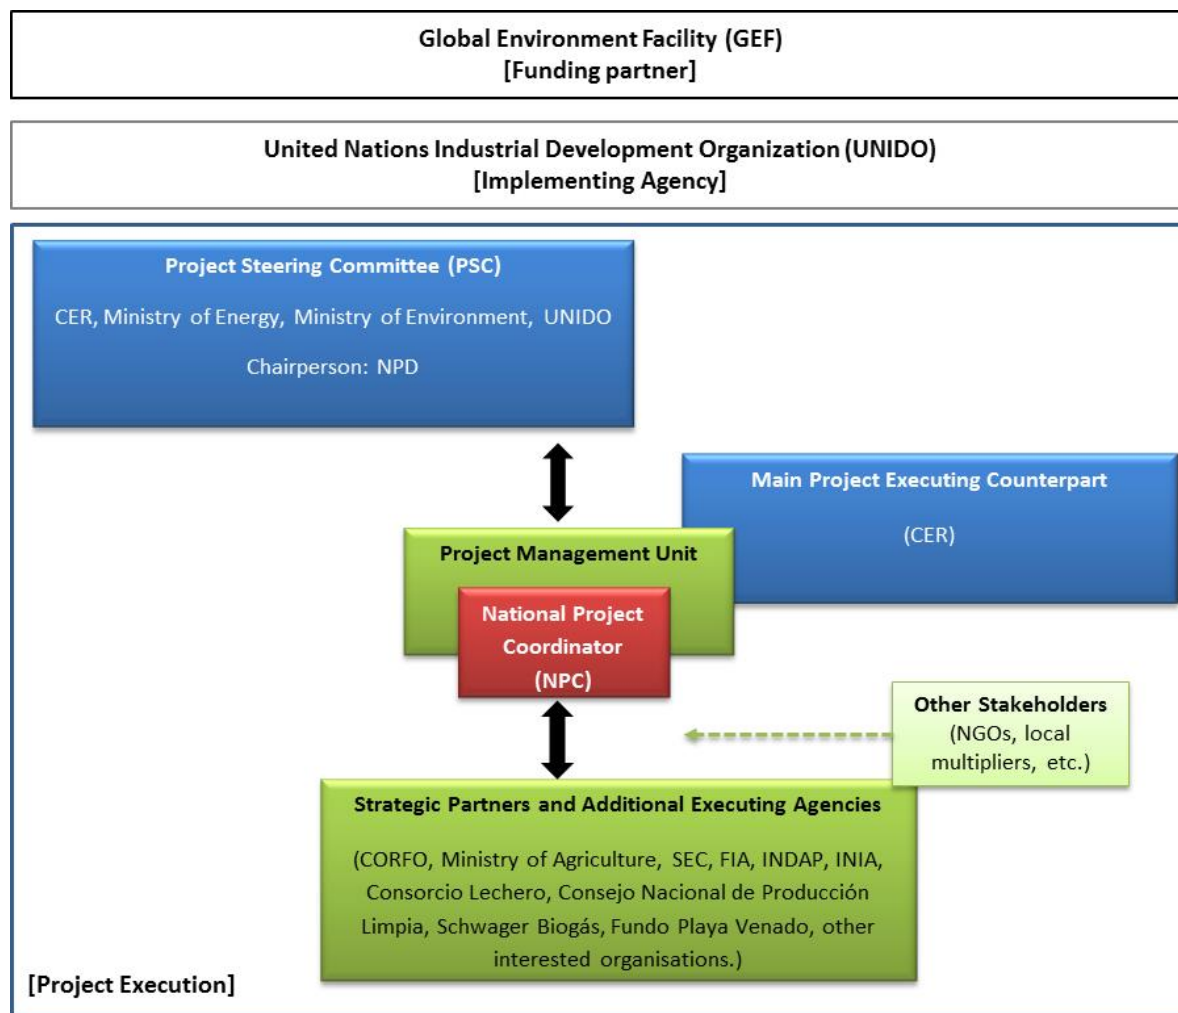 Global Environment Facility (GEF)
[Funding partner]
United Nations Industrial Development Organization (UNIDO)
[Implementing Agency]
Project Steering Committee (PSC)
CER, Ministry of Energy, Ministry of Environment, UNIDO
Chairperson: NPD
Main Project Executing Counterpart
(CER)
Project Management Unit
National Project
Coordinator
(NPC)
Other Stakeholders
(NGOs, local
multipliers, etc.)
Strategic Partners and Additional Executing Agencies
(CORFO, Ministry of Agriculture, SEC, FIA, INDAP, INIA,
Consorcio Lechero, Consejo Nacional de Producción
Limpia, Schwager Biogás, Fundo Playa Venado, other
interested organisations.)
[Project Execution]